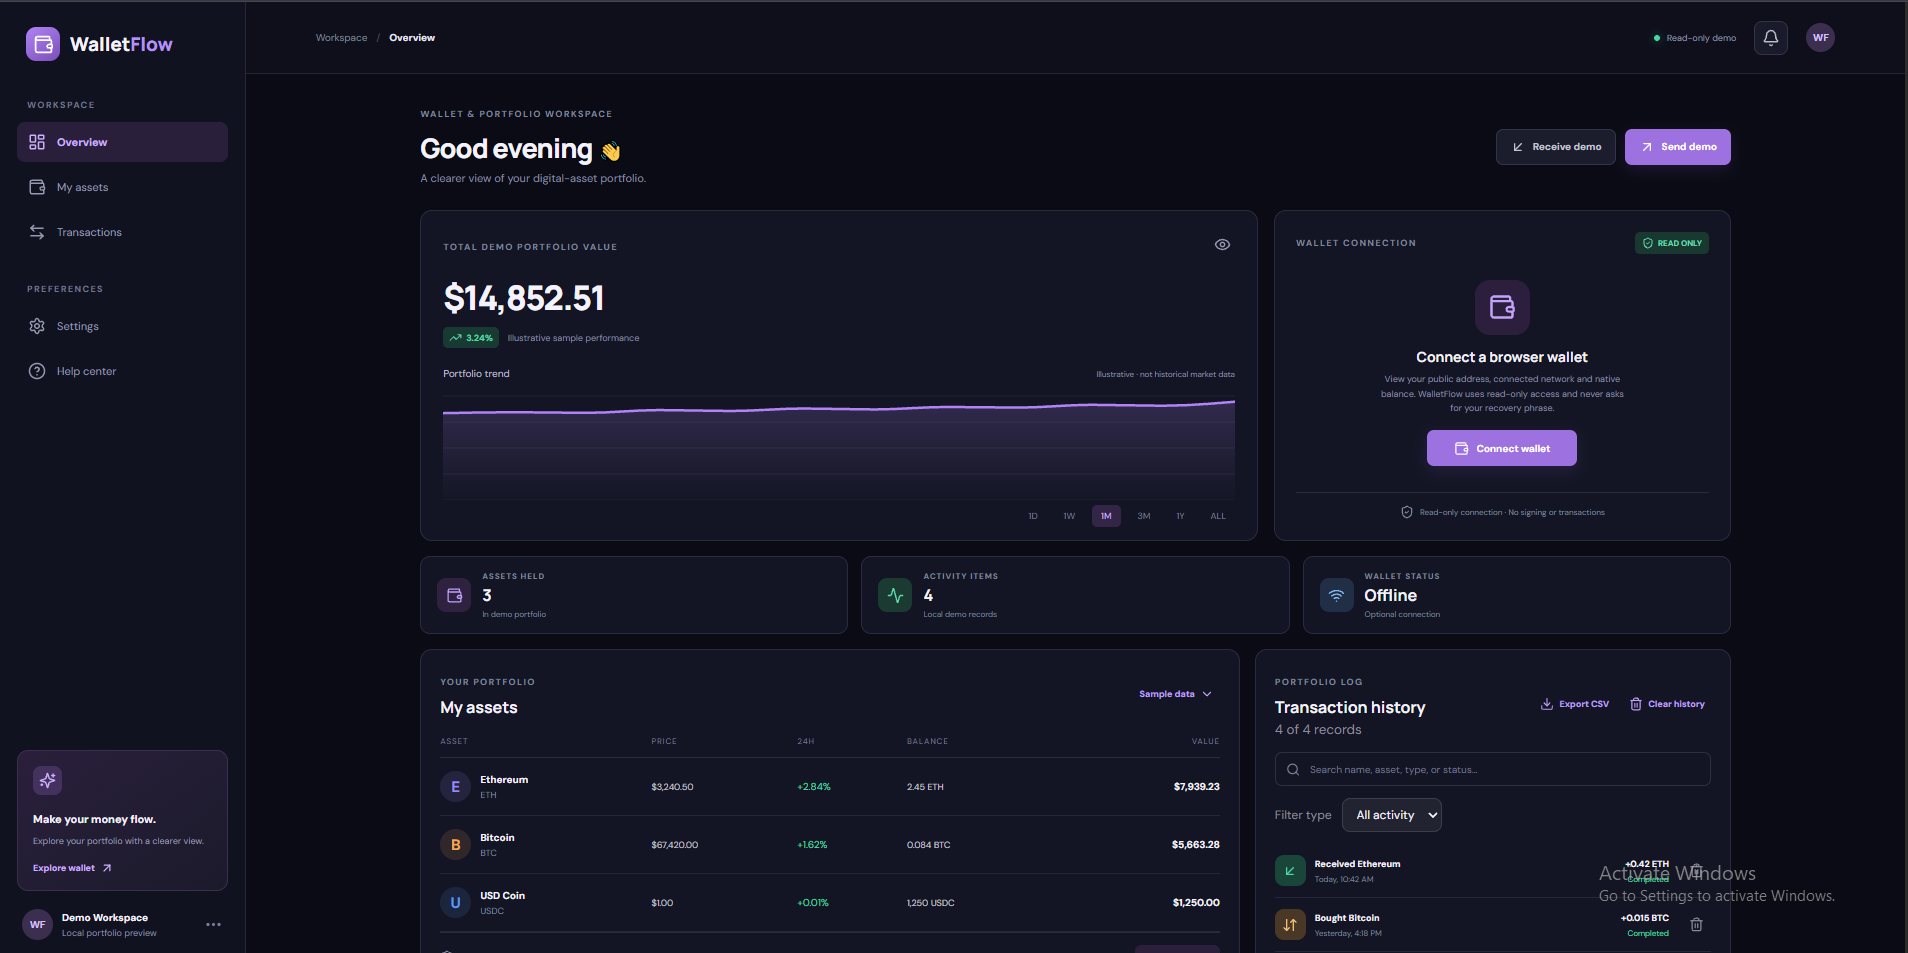 WalletFlow
WORKSPACE
Overview
My assets
Transactions
PREFERENCES
Settings
Help center
Make your money flow.
Explore your portfolio with a clearer view.
Explore wallet
WF
Demo Workspace
Local portfolio preview
Workspace / Overview
Read-only demo
WF
WALLET & PORTFOLIO WORKSPACE
Good evening 👋
A clearer view of your digital-asset portfolio.
Receive demo
Send demo
TOTAL DEMO PORTFOLIO VALUE
$14,852.51
3.24%
Illustrative sample performance
Portfolio trend
Illustrative · not historical market data
1D 1W 1M 3M 1Y ALL
WALLET CONNECTION
READ ONLY
Connect a browser wallet
View your public address, connected network and native
balance. WalletFlow uses read-only access and never asks
for your recovery phrase.
Connect wallet
Read-only connection · No signing or transactions
ASSETS HELD
3
In demo portfolio
ACTIVITY ITEMS
4
Local demo records
WALLET STATUS
Offline
Optional connection
YOUR PORTFOLIO
My assets
Sample data
ASSET PRICE 24H BALANCE VALUE
E Ethereum ETH $3,240.50 +2.84% 2.45 ETH $7,939.23
B Bitcoin BTC $67,420.00 +1.62% 0.084 BTC $5,663.28
U USD Coin USDC $1.00 +0.01% 1,250 USDC $1,250.00
PORTFOLIO LOG
Transaction history
4 of 4 records
Export CSV
Clear history
Search name, asset, type, or status...
Filter type
All activity
Received Ethereum +0.42 ETH
Today, 10:42 AM Completed
Bought Bitcoin +0.015 BTC
Yesterday, 4:18 PM Completed
Activate Windows
Go to Settings to activate Windows.